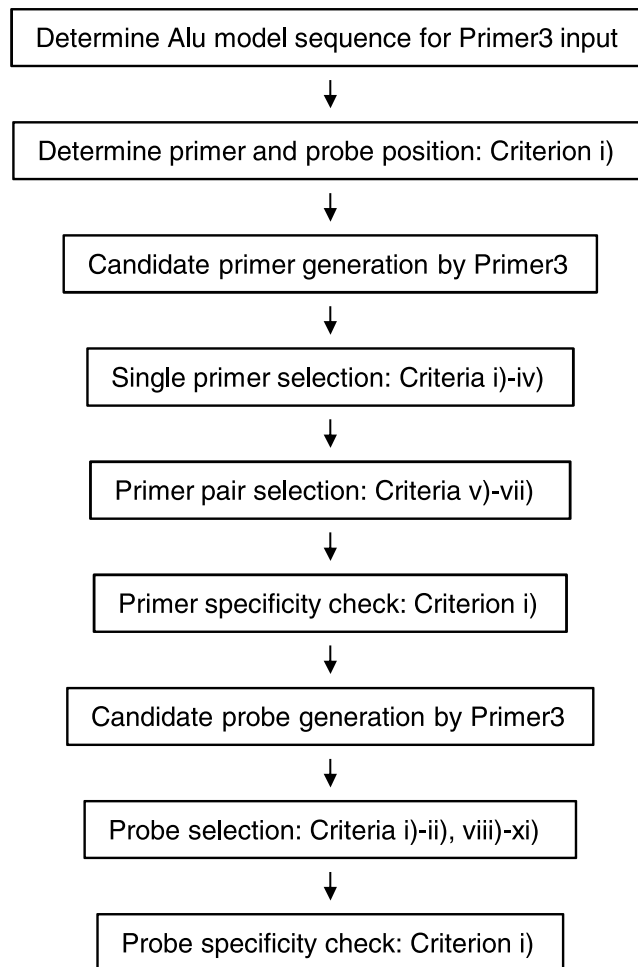 Determine Alu model sequence for Primer3 input
Determine primer and probe position: Criterion i)
Candidate primer generation by Primer3
Single primer selection: Criteria i)-iv)
Primer pair selection: Criteria v)-vii)
Primer specificity check: Criterion i)
Candidate probe generation by Primer3
Probe selection: Criteria i)-ii), viii)-xi)
Probe specificity check: Criterion i)